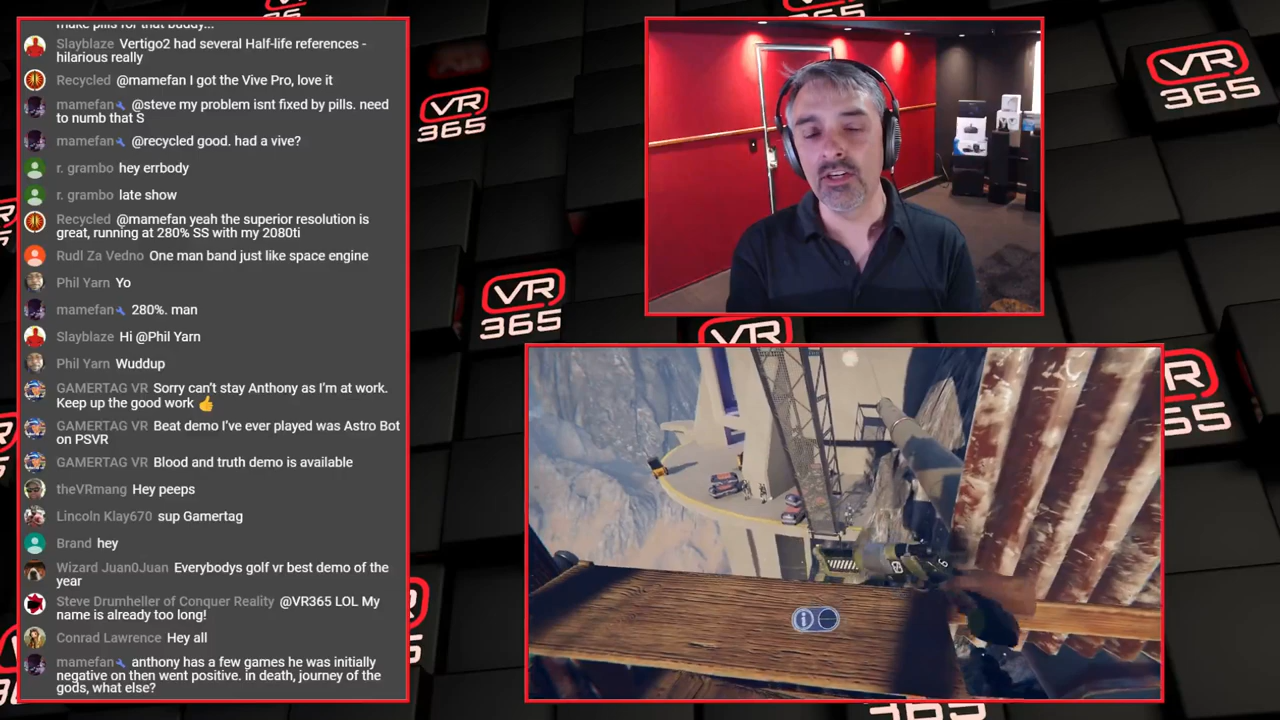 make pills for that buddy...
Slayblaze Vertigo2 had several Half-life references -
hilarious really
Recycled @mamefan I got the Vive Pro, love it
mamefan @steve my problem isnt fixed by pills. need
to numb that S
mamefan @recycled good. had a vive?
r. grambo hey errbody
r. grambo late show
Recycled @mamefan yeah the superior resolution is
great, running at 280% SS with my 2080ti
Rudl Za Vedno One man band just like space engine
Phil Yarn Yo
mamefan 280%. man
Slayblaze Hi @Phil Yarn
Phil Yarn Wuddup
GAMERTAG VR Sorry can't stay Anthony as I'm at work.
Keep up the good work 👍
GAMERTAG VR Beat demo I've ever played was Astro Bot
on PSVR
GAMERTAG VR Blood and truth demo is available
theVRmang Hey peeps
Lincoln Klay670 sup Gamertag
Brand hey
Wizard Juan0Juan Everybodys golf vr best demo of the
year
Steve Drumheller of Conquer Reality @VR365 LOL My
name is already too long!
Conrad Lawrence Hey all
mamefan anthony has a few games he was initially
negative on then went positive. in death, journey of the
gods, what else?
VR
365
VR
365
VR
365